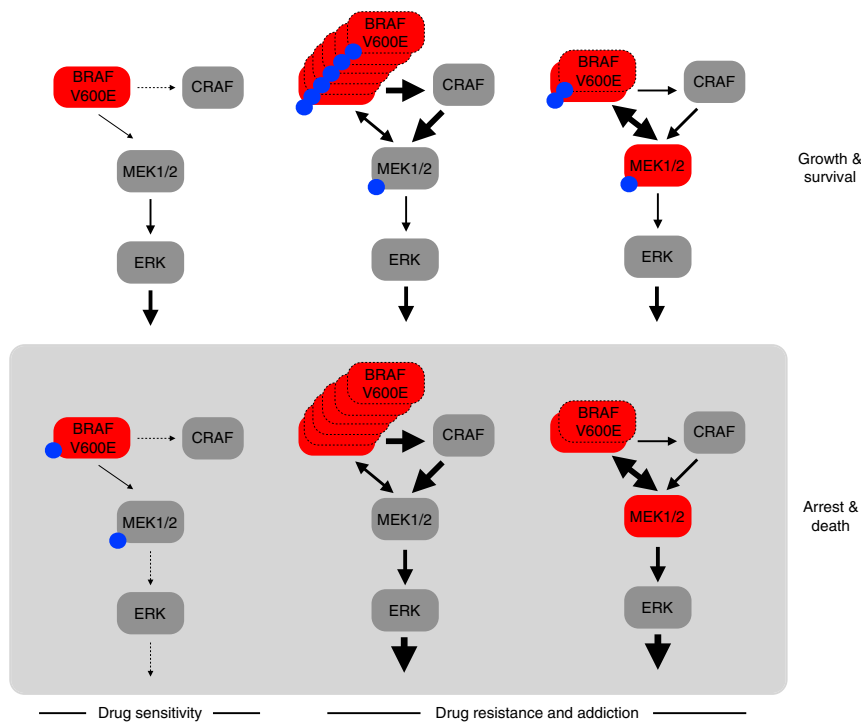 BRAF
V600E
CRAF
MEK1/2
ERK
BRAF
V600E
CRAF
MEK1/2
ERK
BRAF
V600E
CRAF
MEK1/2
ERK
Growth &
survival
BRAF
V600E
CRAF
MEK1/2
ERK
BRAF
V600E
CRAF
MEK1/2
ERK
BRAF
V600E
CRAF
MEK1/2
ERK
Arrest &
death
Drug sensitivity
Drug resistance and addiction